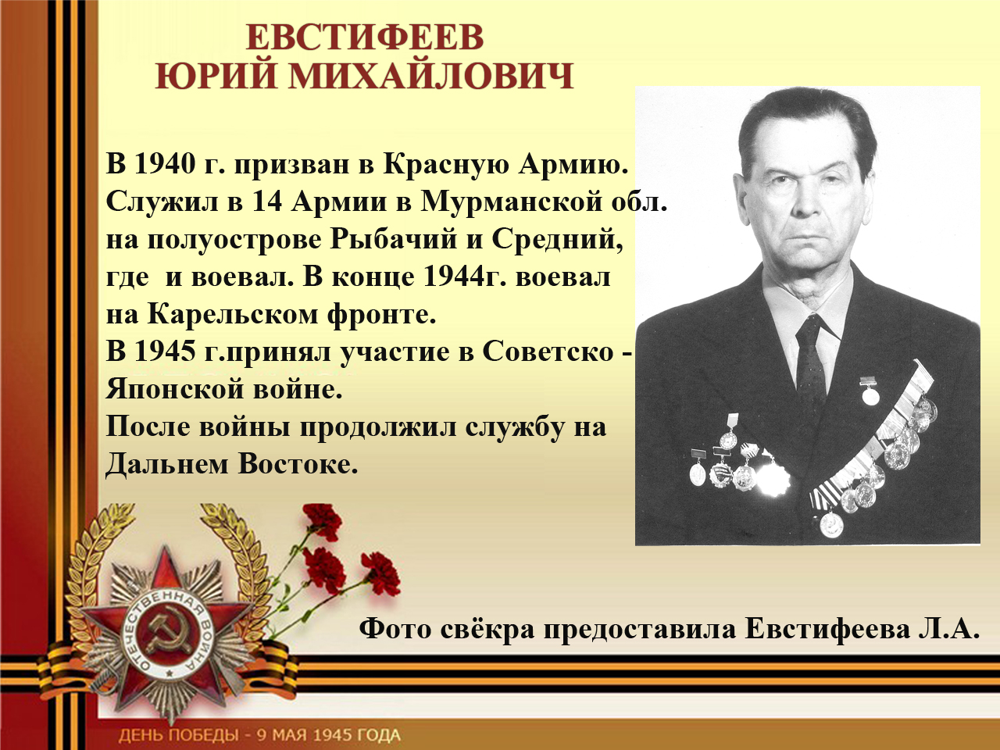 ЕВСТИФЕЕВ
ЮРИЙ МИХАЙЛОВИЧ
В 1940 г. призван в Красную Армию.
Служил в 14 Армии в Мурманской обл.
на полуострове Рыбачий и Средний,
где  и воевал. В конце 1944г. воевал
на Карельском фронте.
В 1945 г.принял участие в Советско -
Японской войне.
После войны продолжил службу на
Дальнем Востоке.
Фото свёкра предоставила Евстифеева Л.А.
ОТЕЧЕСТВЕННАЯ ВОЙНА
ДЕНЬ ПОБЕДЫ - 9 МАЯ 1945 ГОДА